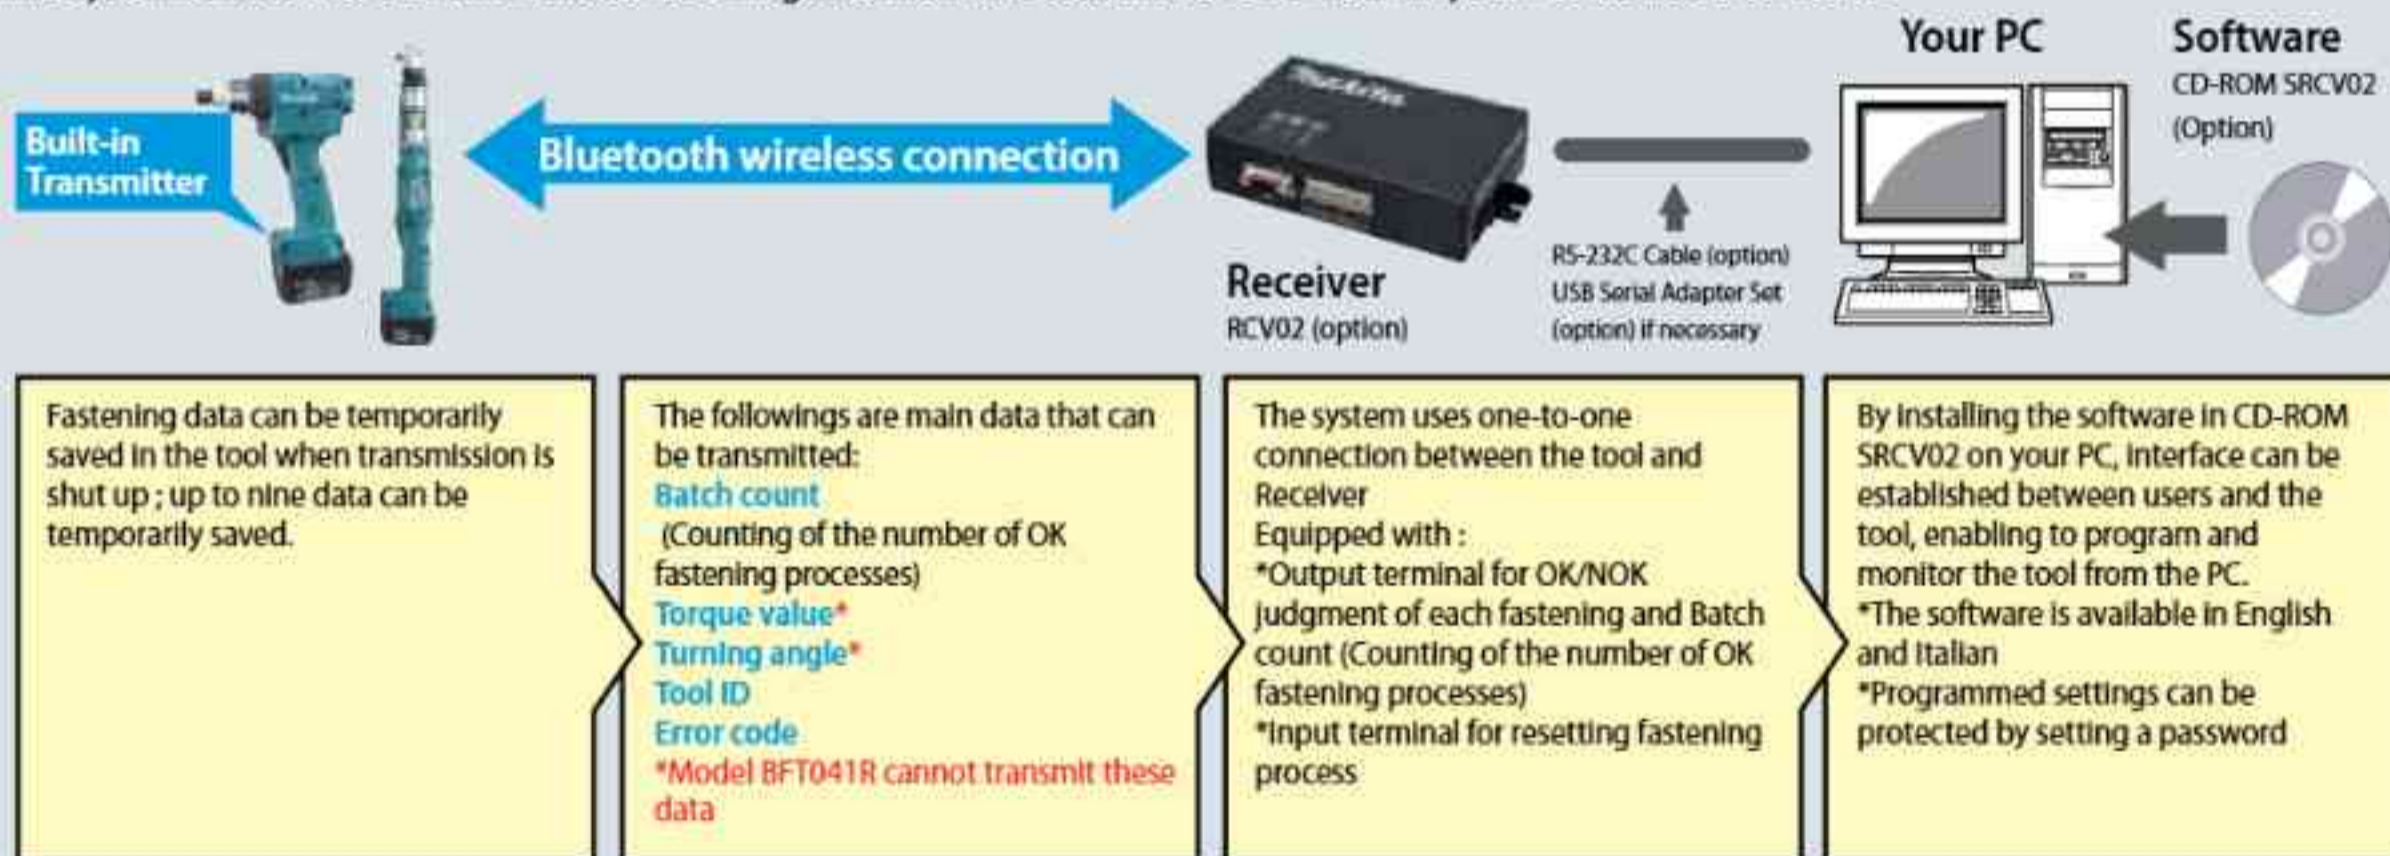 Built-in
Transmitter
Bluetooth wireless connection
Makita
Receiver
RCV02 (option)
RS-232C Cable (option)
USB Serial Adapter Set
(option) if necessary
Your PC
Software
CD-ROM SRCV02
(Option)
Fastening data can be temporarily
saved in the tool when transmission is
shut up ; up to nine data can be
temporarily saved.
The followings are main data that can
be transmitted:
Batch count
(Counting of the number of OK
fastening processes)
Torque value*
Turning angle*
Tool ID
Error code
*Model BFT041R cannot transmit these
data
The system uses one-to-one
connection between the tool and
Receiver
Equipped with :
*Output terminal for OK/NOK
judgment of each fastening and Batch
count (Counting of the number of OK
fastening processes)
*Input terminal for resetting fastening
process
By installing the software in CD-ROM
SRCV02 on your PC, interface can be
established between users and the
tool, enabling to program and
monitor the tool from the PC.
*The software is available in English
and Italian
*Programmed settings can be
protected by setting a password